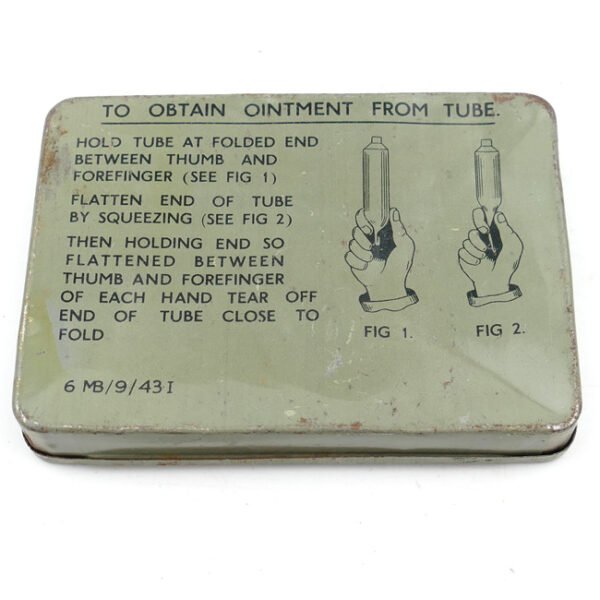 TO OBTAIN OINTMENT FROM TUBE.
HOLD TUBE AT FOLDED END
BETWEEN THUMB AND
FOREFINGER (SEE FIG 1)
FLATTEN END OF TUBE
BY SQUEEZING (SEE FIG 2)
THEN HOLDING END SO
FLATTENED BETWEEN
THUMB AND FOREFINGER
OF EACH HAND TEAR OFF
END OF TUBE CLOSE TO
FOLD
FIG 1.
FIG 2.
6 MB/9/43 I